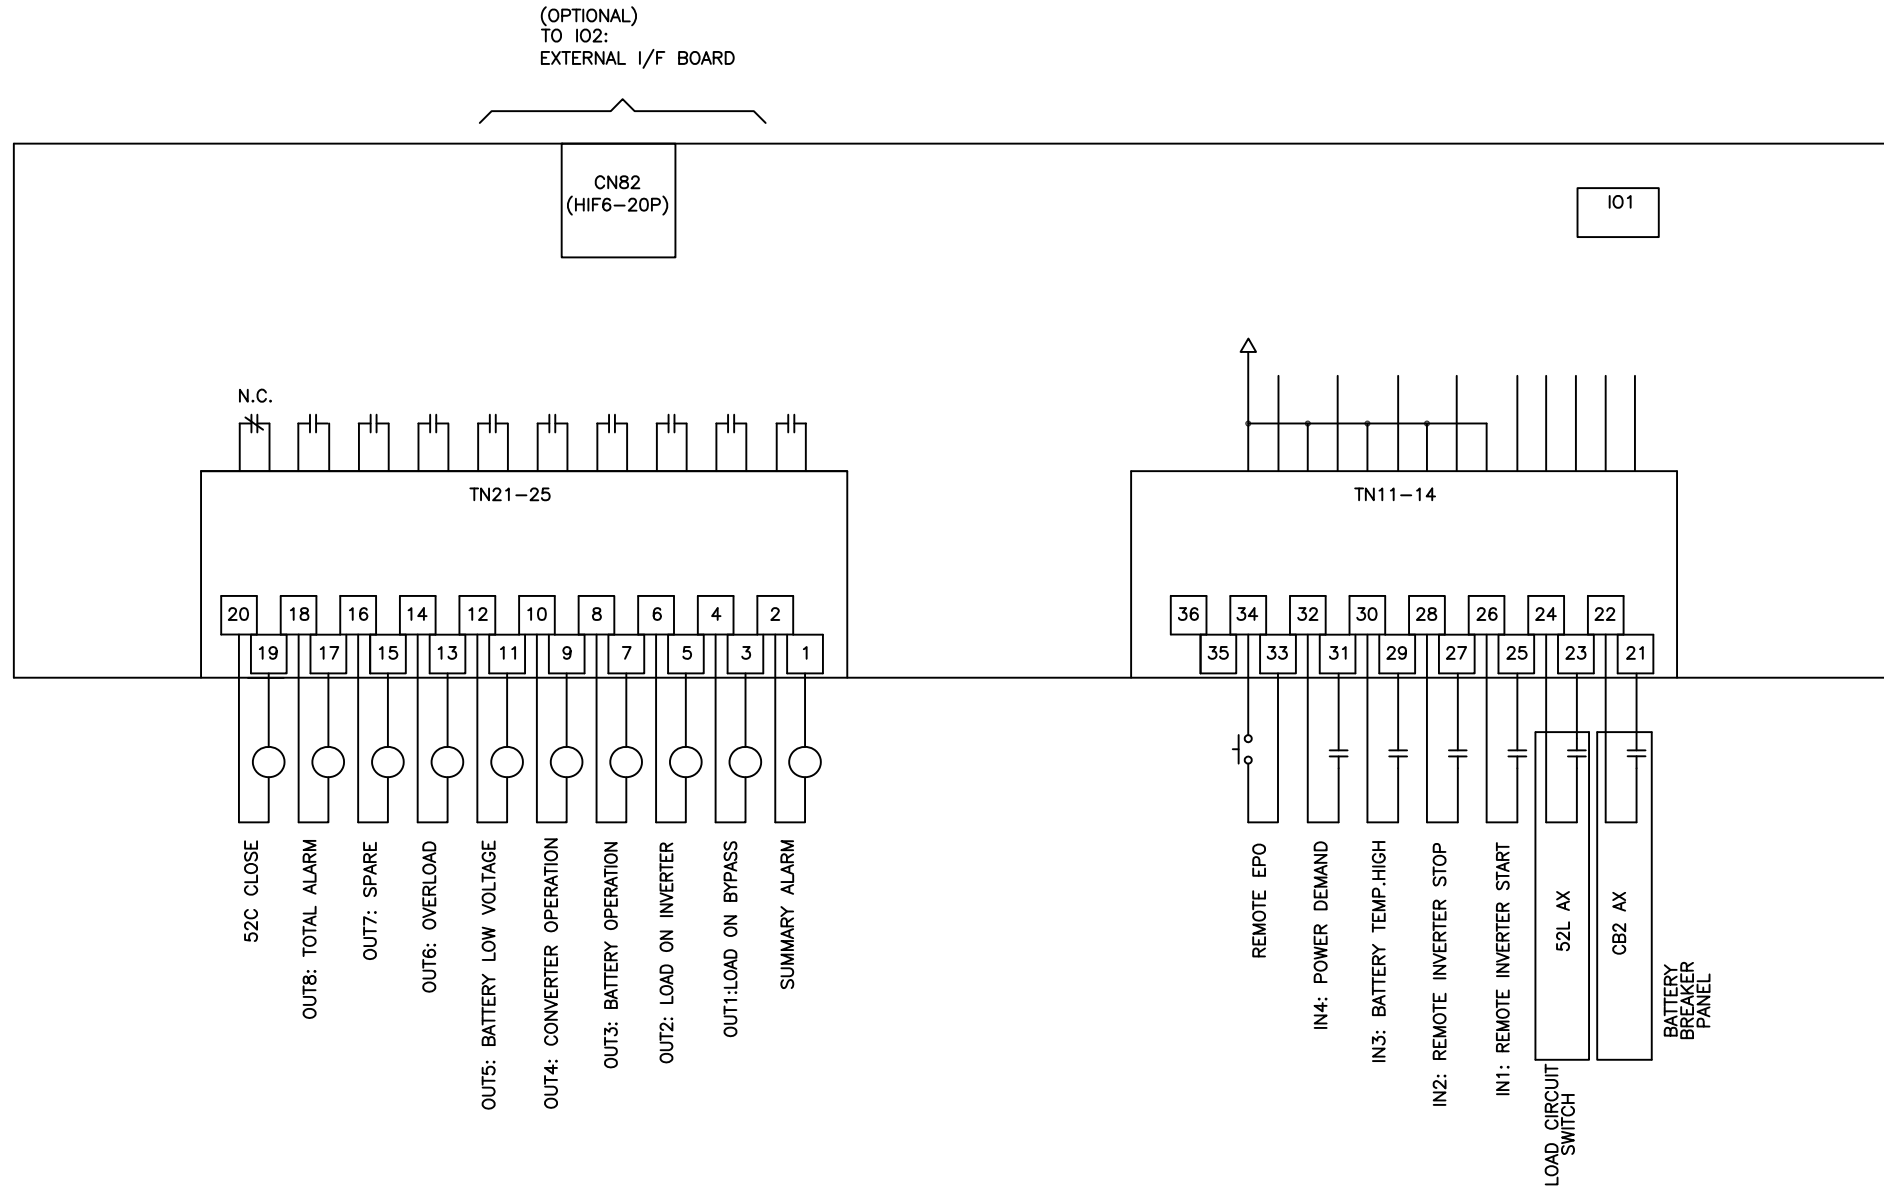 (OPTIONAL)
TO IO2:
EXTERNAL I/F BOARD
CN82
(HIF6-20P)
IO1
N.C.
TN21-25
TN11-14
20 18 16 14 12 10 8 6 4 2
19 17 15 13 11 9 7 5 3 1
36 34 32 30 28 26 24 22
35 33 31 29 27 25 23 21
52C CLOSE
OUT8: TOTAL ALARM
OUT7: SPARE
OUT6: OVERLOAD
OUT5: BATTERY LOW VOLTAGE
OUT4: CONVERTER OPERATION
OUT3: BATTERY OPERATION
OUT2: LOAD ON INVERTER
OUT1:LOAD ON BYPASS
SUMMARY ALARM
REMOTE EPO
IN4: POWER DEMAND
IN3: BATTERY TEMP.HIGH
IN2: REMOTE INVERTER STOP
IN1: REMOTE INVERTER START
52L AX
LOAD CIRCUIT
SWITCH
CB2 AX
BATTERY
BREAKER
PANEL